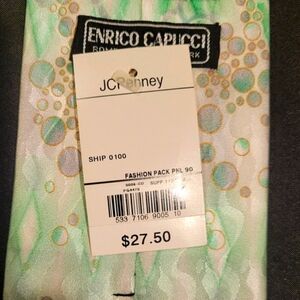 ENRICO CAPUCCI
JCPenney
SHIP 0100
FASHION PACK PNL 90
533 7106 9005 10
$27.50